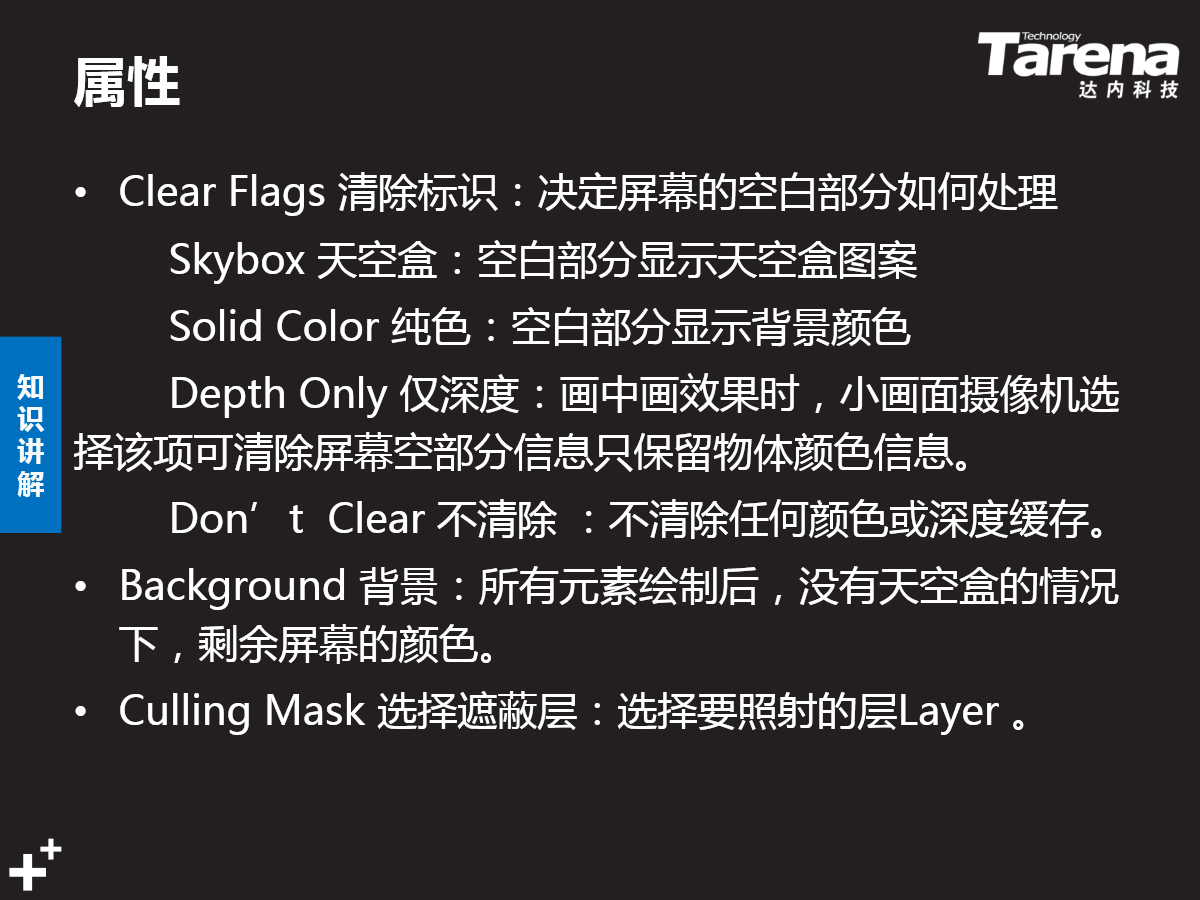 属性
Technology
Tarena
达内科技
• Clear Flags 清除标识：决定屏幕的空白部分如何处理
Skybox 天空盒：空白部分显示天空盒图案
Solid Color 纯色：空白部分显示背景颜色
Depth Only 仅深度：画中画效果时，小画面摄像机选
择该项可清除屏幕空部分信息只保留物体颜色信息。
Don’t Clear 不清除 ：不清除任何颜色或深度缓存。
• Background 背景：所有元素绘制后，没有天空盒的情况
下，剩余屏幕的颜色。
• Culling Mask 选择遮蔽层：选择要照射的层Layer 。
知识讲解